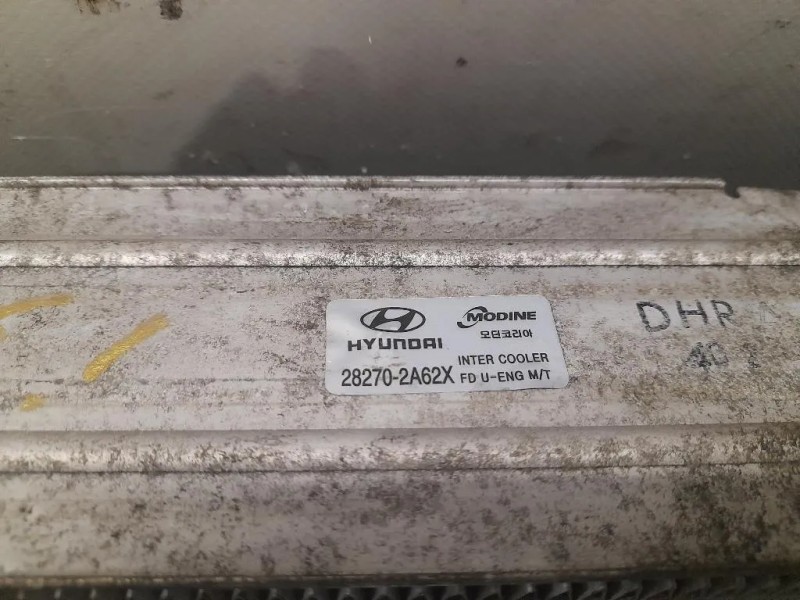 MODINE
모딘코리아
HYUNDAI
INTER COOLER
28270-2A62X FD U-ENG M/T
DHR
40